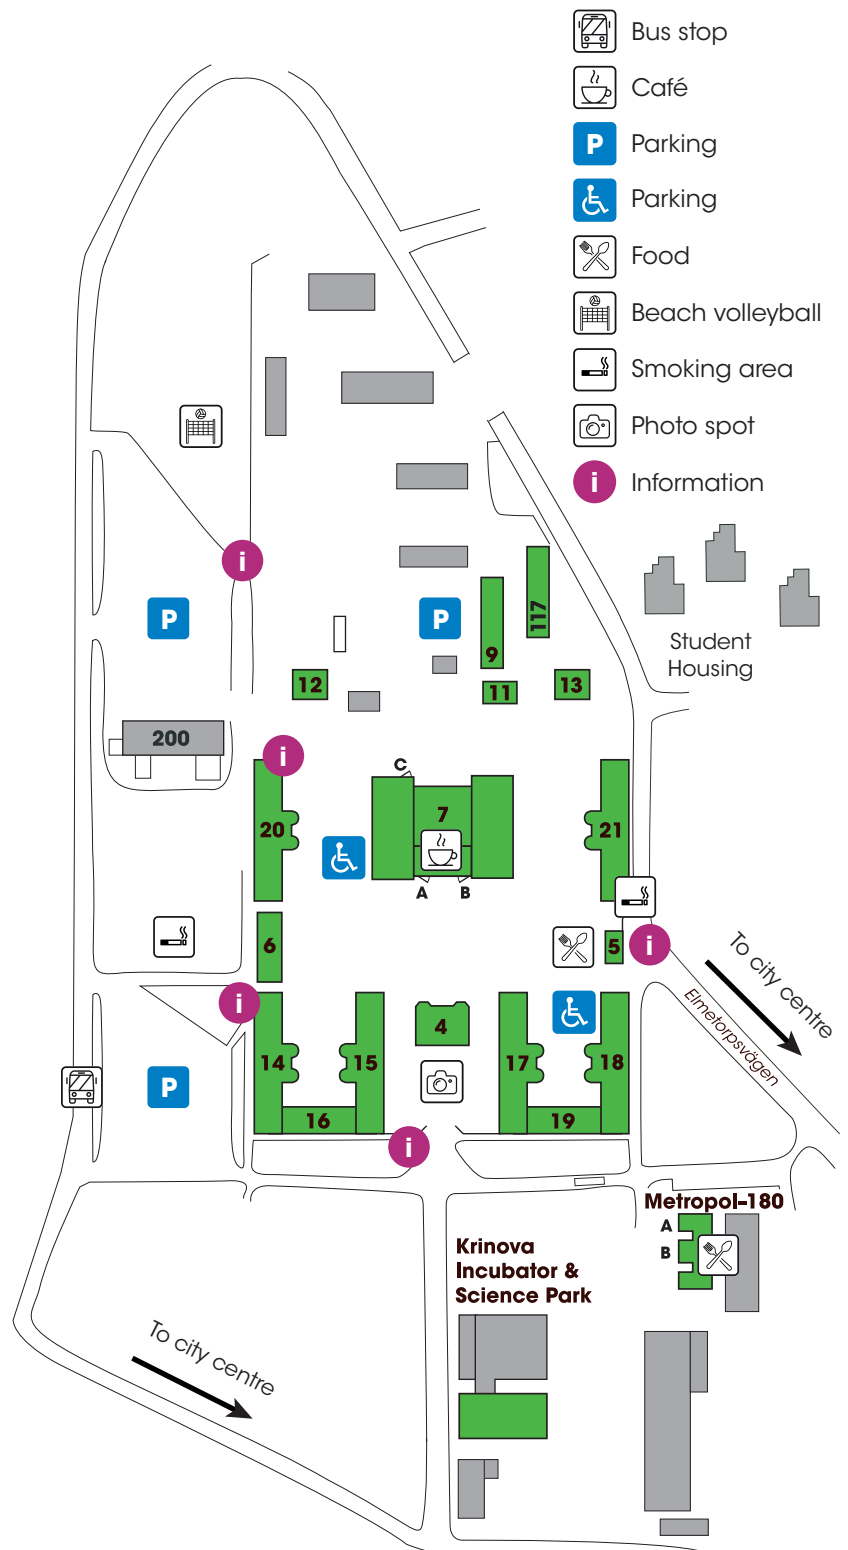 Bus stop
Café
P
Parking
Parking
Food
Beach volleyball
Smoking area
Photo spot
i
Information
i
P
P
117
9
Student
Housing
12
11
13
200
i
C
7
20
21
A
B
6
5
i
To city centre
Elmetorpsvägen
i
4
14
15
17
18
P
16
19
i
Metropol-180
A
B
Krinova
Incubator &
Science Park
To city centre